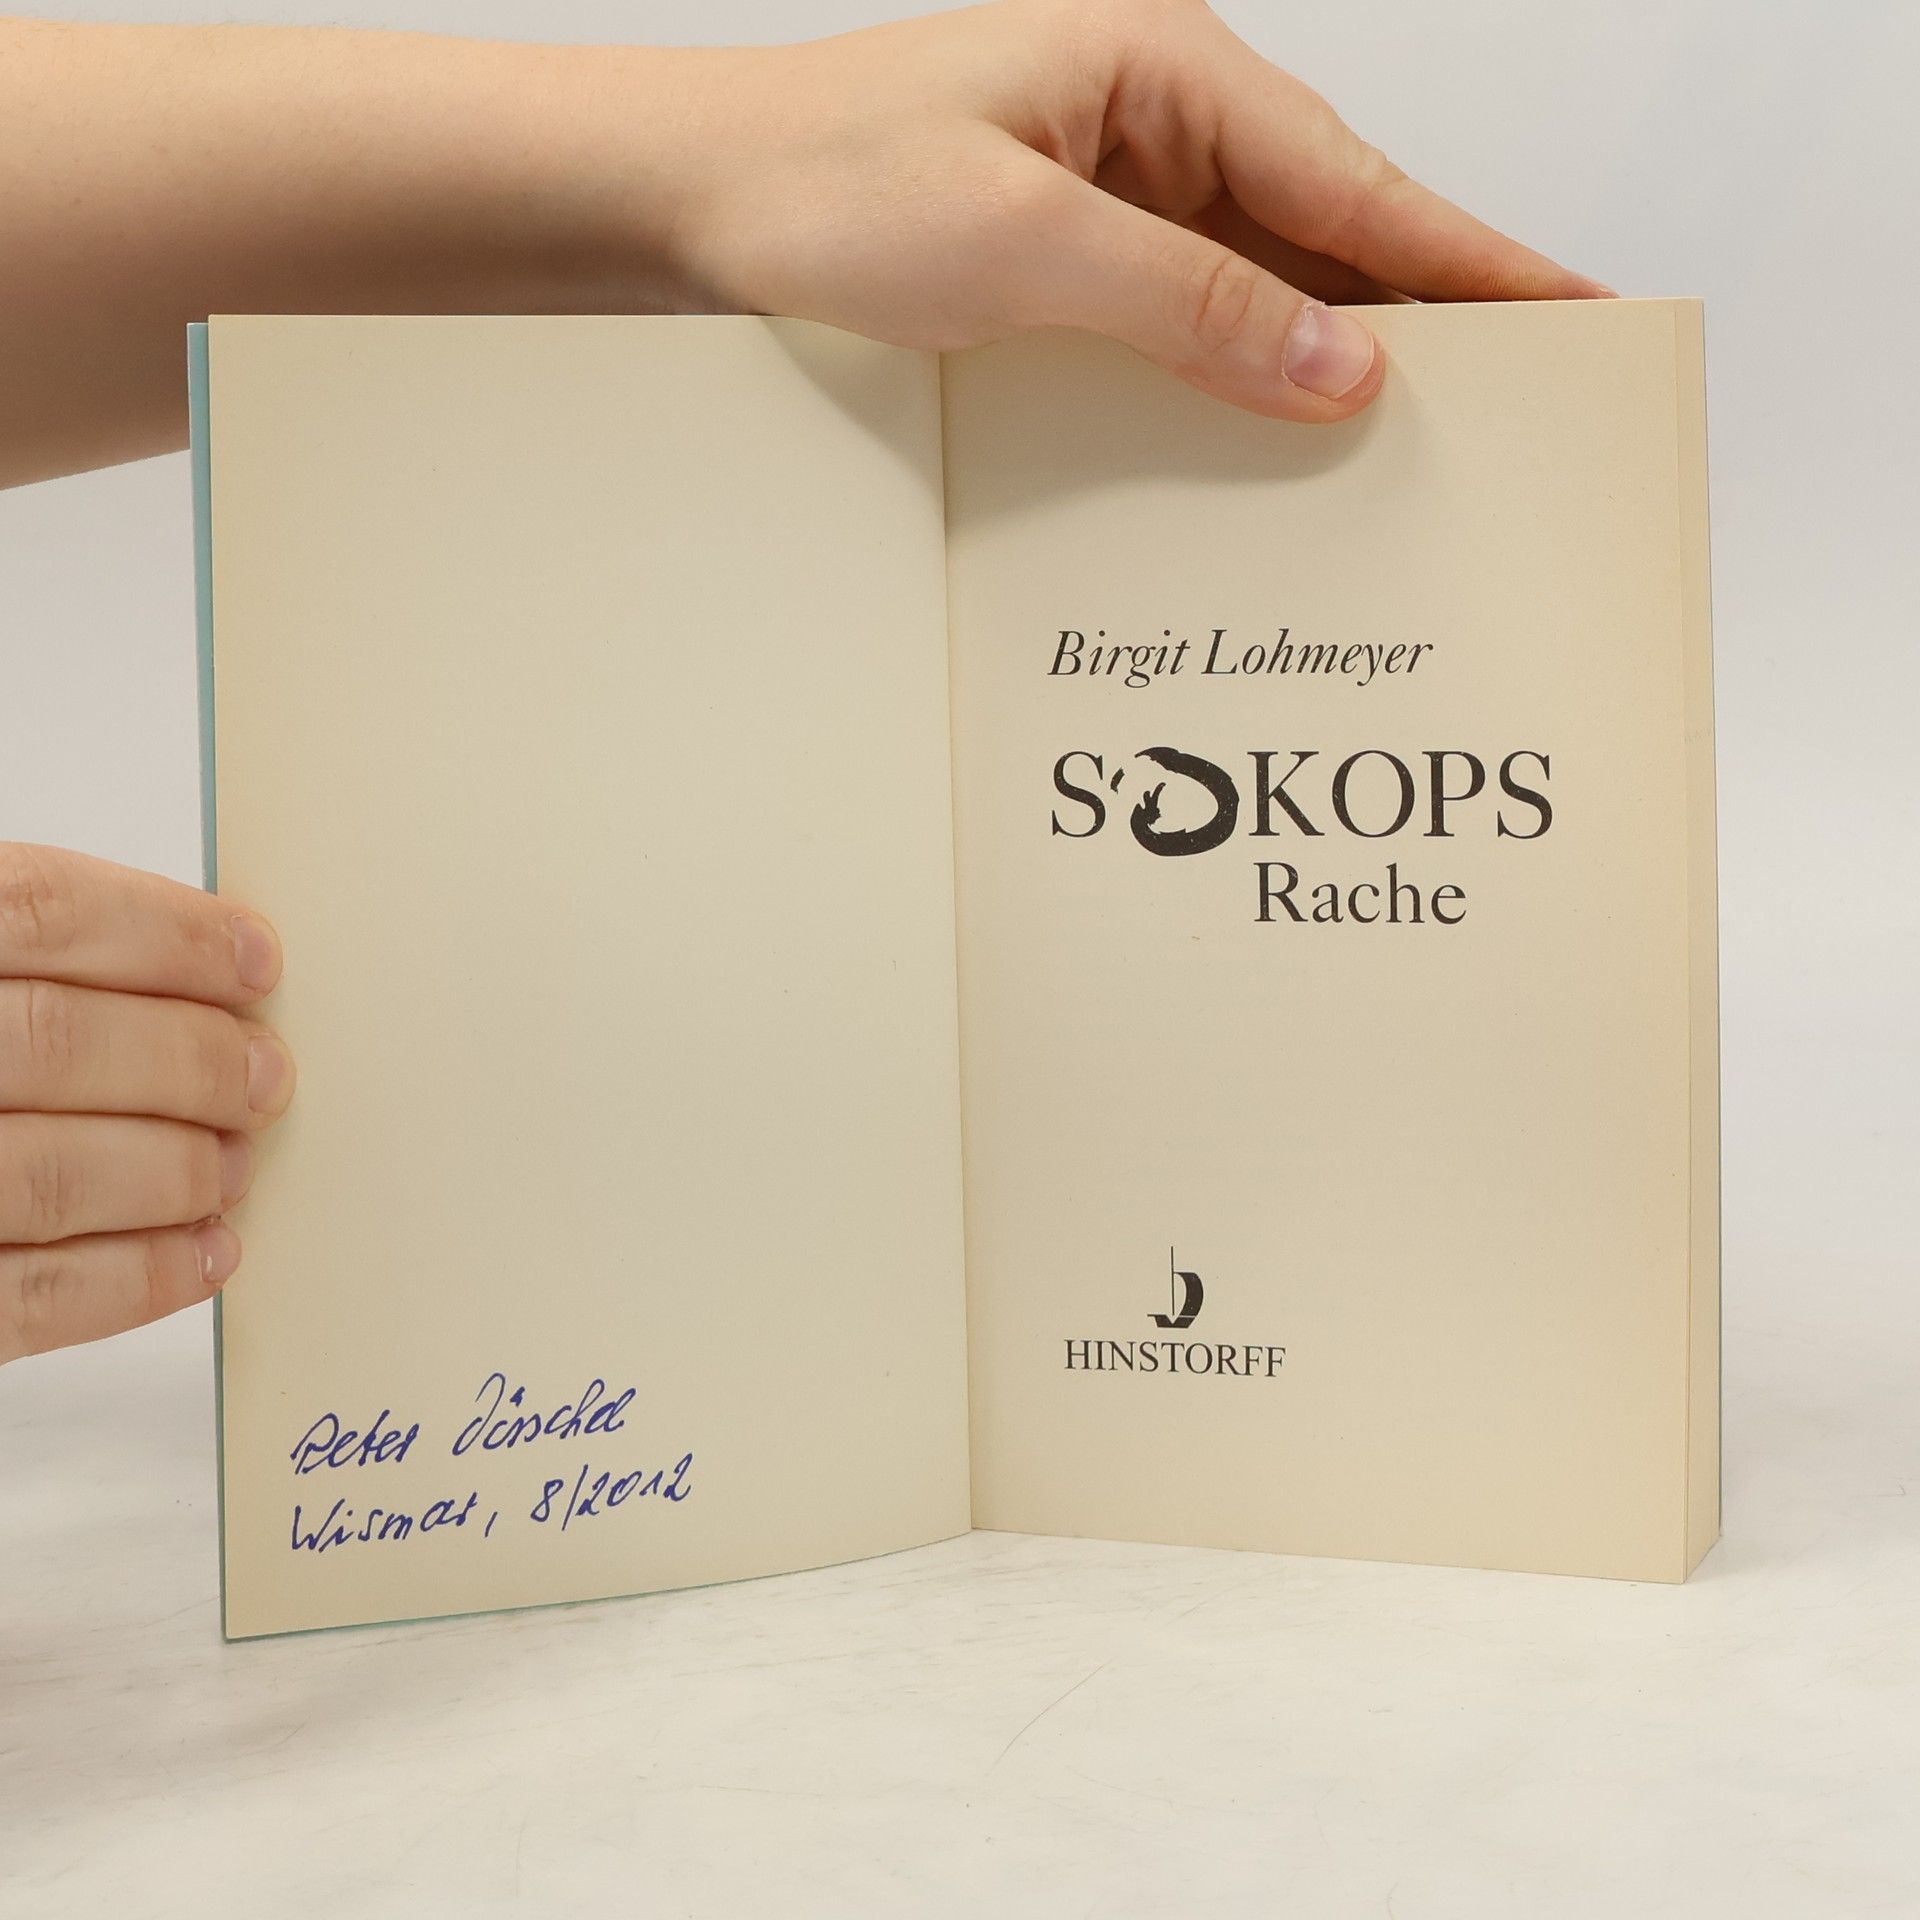 Peter
Wismar, 8/2012
Birgit Lohmeyer
SOKOPS
Rache
HINSTORFF